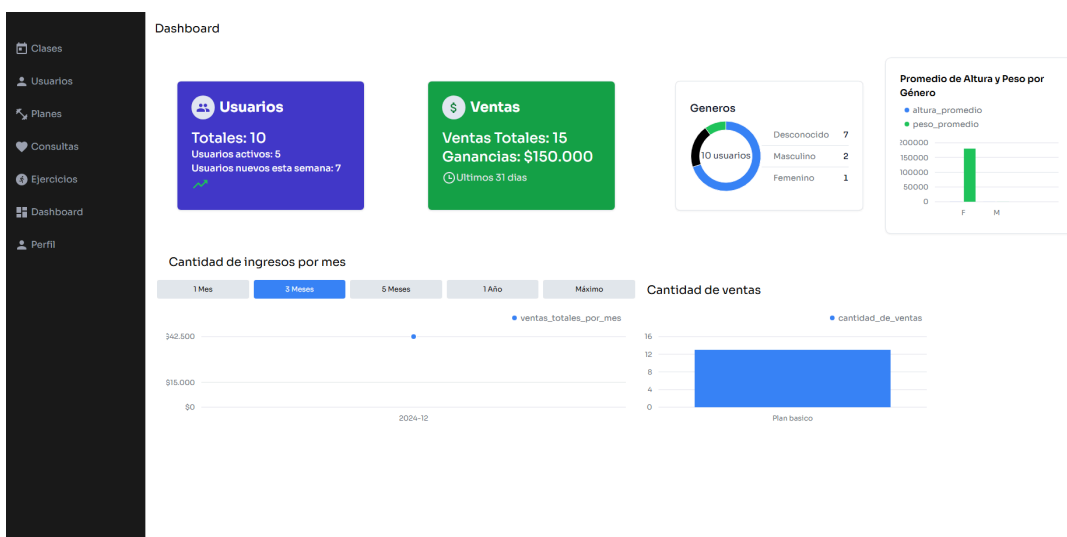 Dashboard
Clases
Usuarios
Planes
Consultas
Ejercicios
Dashboard
Perfil
Usuarios
Totales: 10
Usuarios activos: 5
Usuarios nuevos esta semana: 7
$ Ventas
Ventas Totales: 15
Ganancias: $150.000
Ultimos 31 dias
Generos
10 usuarios
Desconocido 7
Masculino 2
Femenino 1
Promedio de Altura y Peso por
Género
altura_promedio
peso_promedio
200000
150000
100000
50000
0
F M
Cantidad de ingresos por mes
1 Mes 3 Meses 5 Meses 1 Año Máximo
ventas_totales_por_mes
$42.500
$15.000
$0
2024-12
Cantidad de ventas
cantidad_de_ventas
16
12
8
4
0
Plan basico